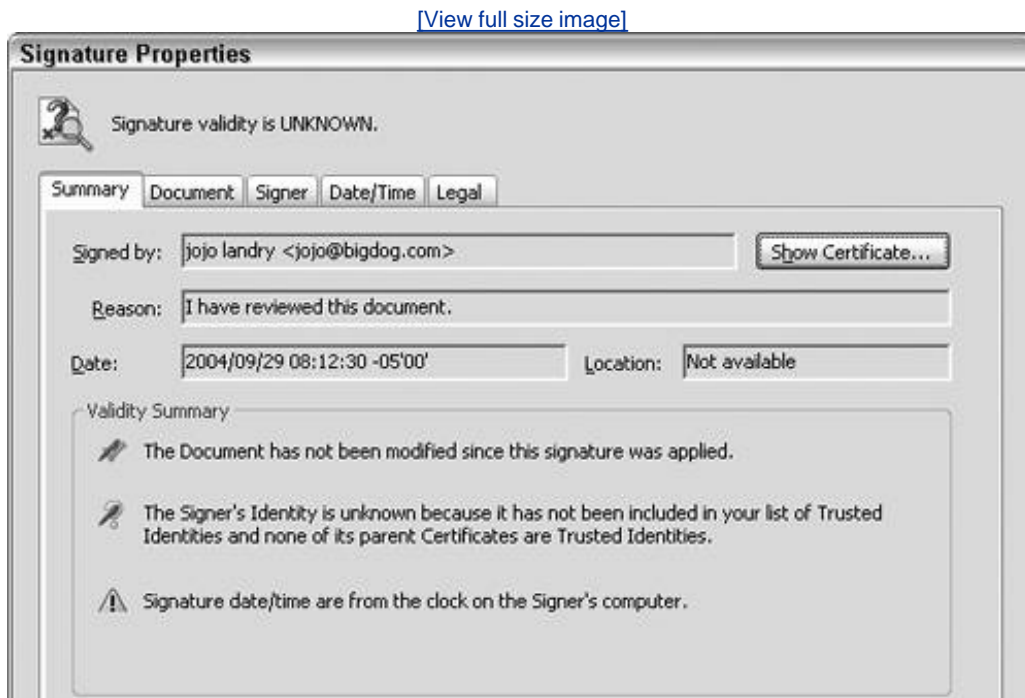 [View full size image]
Signature Properties
Signature validity is UNKNOWN.
Summary Document Signer Date/Time Legal
Signed by: jojo landry <jojo@bigdog.com> Show Certificate...
Reason: I have reviewed this document.
Date: 2004/09/29 08:12:30 -05'00' Location: Not available
Validity Summary
The Document has not been modified since this signature was applied.
The Signer's Identity is unknown because it has not been included in your list of Trusted
Identities and none of its parent Certificates are Trusted Identities.
Signature date/time are from the clock on the Signer's computer.